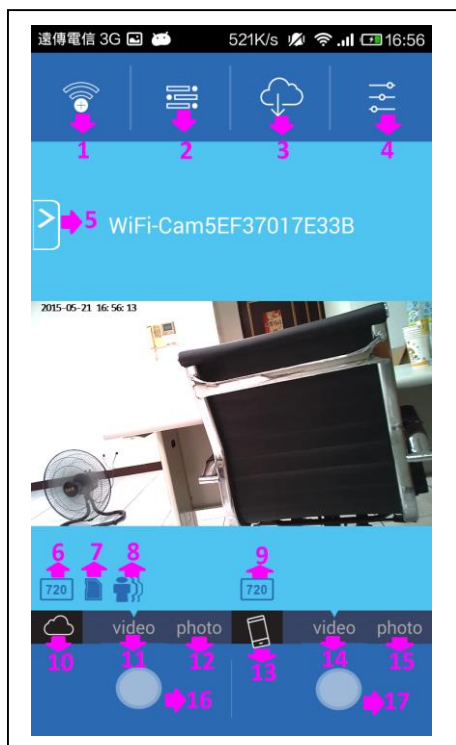 遠傳電信 3G 521K/s 16:56
1 2 3 4
5 WiFi-Cam5EF37017E33B
2015-05-21 16:56:13
6 7 8 9
720 720
video photo video photo
10 11 12 13 14 15
16 17